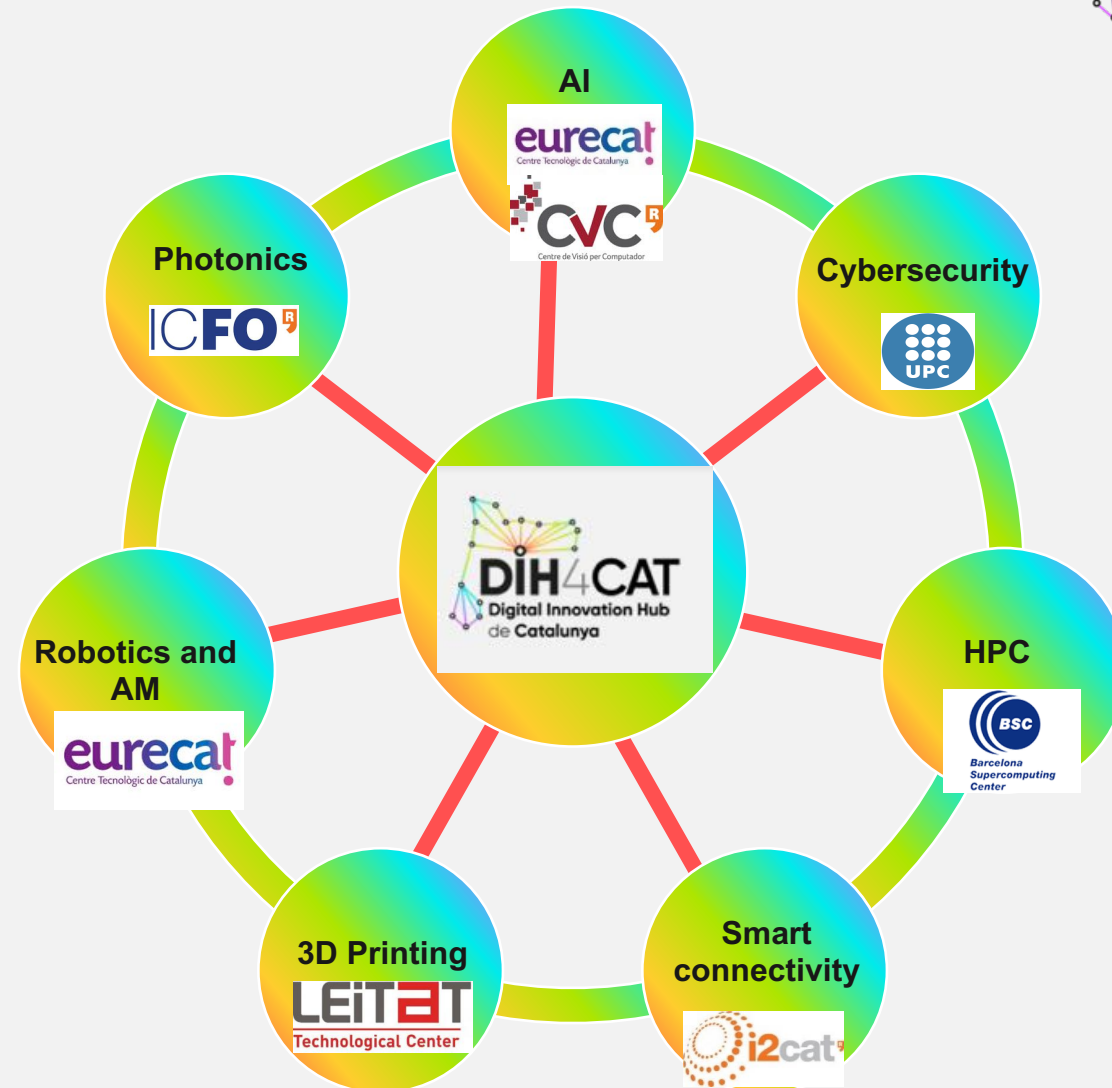 AI
eurecat
Centre Tecnològic de Catalunya
CVC R
Centre de Visió per Computador
Photonics
ICFO R
Cybersecurity
UPC
DIH4CAT
Digital Innovation Hub
de Catalunya
Robotics and
AM
eurecat
Centre Tecnològic de Catalunya
HPC
BSC
Barcelona
Supercomputing
Center
3D Printing
LEITAT
Technological Center
Smart
connectivity
i2cat